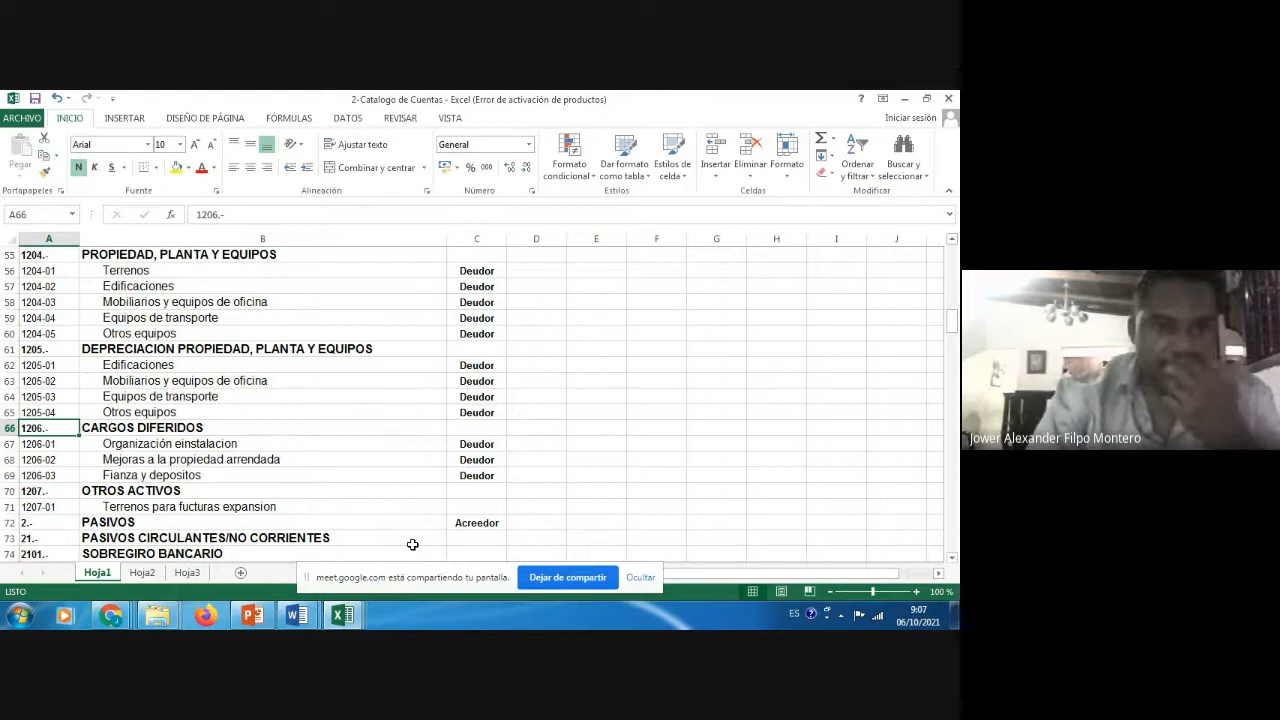 2-Catalogo de Cuentas - Excel (Error de activación de productos)
ARCHIVO INICIO INSERTAR DISEÑO DE PÁGINA FÓRMULAS DATOS REVISAR VISTA Iniciar sesión
Pegar
Arial 10
N K S
Ajustar texto
Combinar y centrar
General
% 000
Formato condicional
Dar formato como tabla
Estilos de celda
Insertar
Eliminar
Formato
Ordenar y filtrar
Buscar y seleccionar
Portapapeles Fuente Alineación Número Estilos Celdas Modificar
A66 fx 1206.-
A B C D E F G H I J
55 1204.- PROPIEDAD, PLANTA Y EQUIPOS
56 1204-01 Terrenos Deudor
57 1204-02 Edificaciones Deudor
58 1204-03 Mobiliarios y equipos de oficina Deudor
59 1204-04 Equipos de transporte Deudor
60 1204-05 Otros equipos Deudor
61 1205.- DEPRECIACION PROPIEDAD, PLANTA Y EQUIPOS
62 1205-01 Edificaciones Deudor
63 1205-02 Mobiliarios y equipos de oficina Deudor
64 1205-03 Equipos de transporte Deudor
65 1205-04 Otros equipos Deudor
66 1206.- CARGOS DIFERIDOS
67 1206-01 Organización einstalacion Deudor
68 1206-02 Mejoras a la propiedad arrendada Deudor
69 1206-03 Fianza y depositos Deudor
70 1207.- OTROS ACTIVOS
71 1207-01 Terrenos para fucturas expansion
72 2.- PASIVOS Acreedor
73 21.- PASIVOS CIRCULANTES/NO CORRIENTES
74 2101.- SOBREGIRO BANCARIO
Hoja1 Hoja2 Hoja3
meet.google.com está compartiendo tu pantalla. Dejar de compartir Ocultar
LISTO 100 %
ES 9:07
06/10/2021
Jower Alexander Filpo Montero